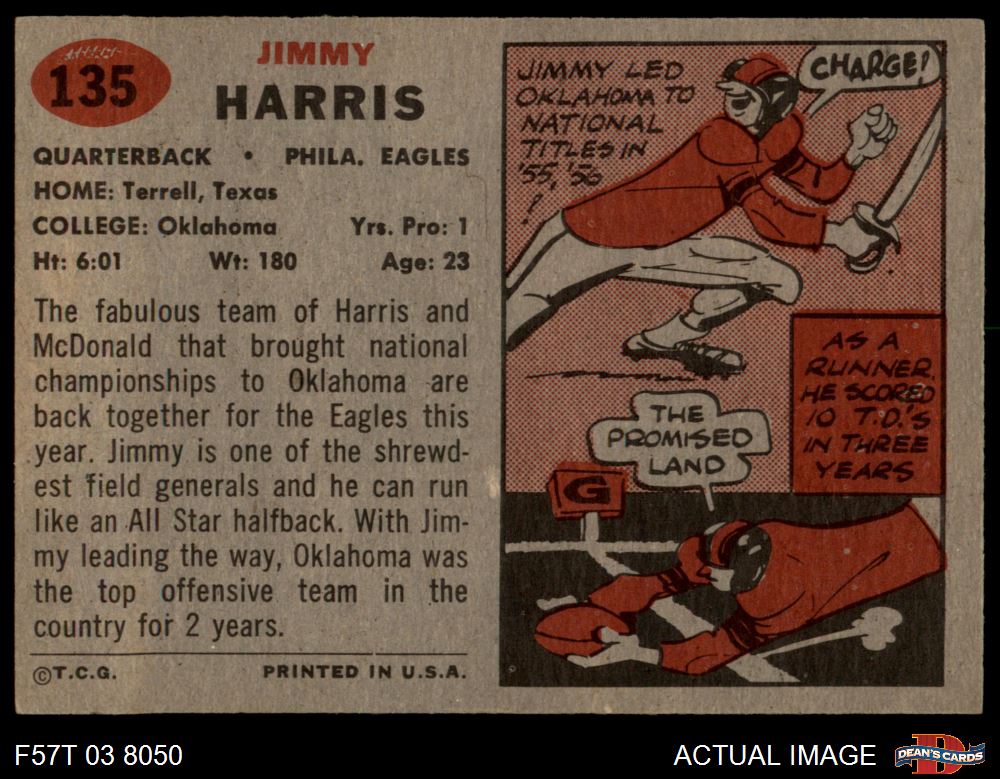 135
JIMMY
HARRIS
QUARTERBACK • PHILA. EAGLES
HOME: Terrell, Texas
COLLEGE: Oklahoma Yrs. Pro: 1
Ht: 6:01 Wt: 180 Age: 23
The fabulous team of Harris and
McDonald that brought national
championships to Oklahoma are
back together for the Eagles this
year. Jimmy is one of the shrewd-
est field generals and he can run
like an All Star halfback. With Jim-
my leading the way, Oklahoma was
the top offensive team in the
country for 2 years.
©T.C.G. PRINTED IN U.S.A.
JIMMY LED
OKLAHOMA TO
NATIONAL
TITLES IN
'55, '56
!
CHARGE!
AS A
RUNNER,
HE SCORED
10 T.D.'S
IN THREE
YEARS
THE
PROMISED
LAND
G
F57T 03 8050
ACTUAL IMAGE
D
DEAN'S CARDS